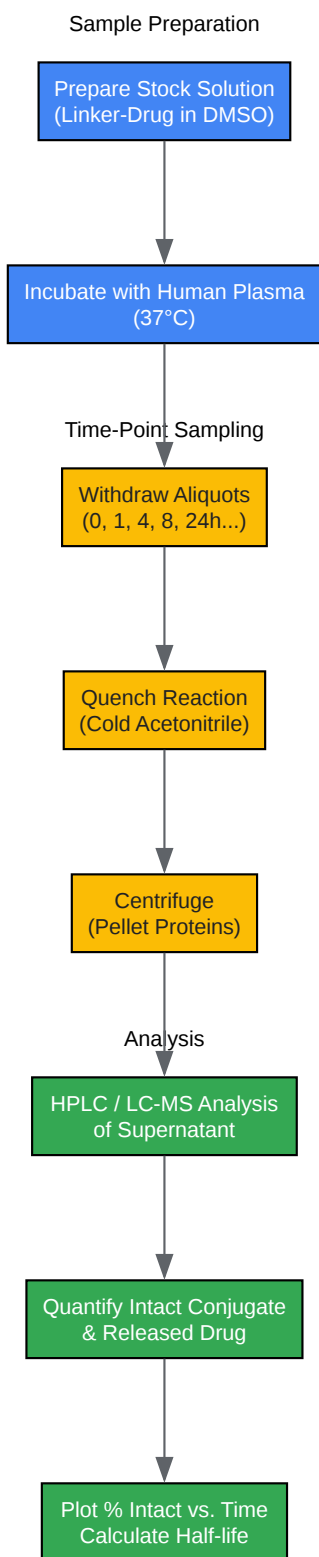 Sample Preparation
Prepare Stock Solution
(Linker-Drug in DMSO)
Incubate with Human Plasma
(37°C)
Time-Point Sampling
Withdraw Aliquots
(0, 1, 4, 8, 24h...)
Quench Reaction
(Cold Acetonitrile)
Centrifuge
(Pellet Proteins)
Analysis
HPLC / LC-MS Analysis
of Supernatant
Quantify Intact Conjugate
& Released Drug
Plot % Intact vs. Time
Calculate Half-life